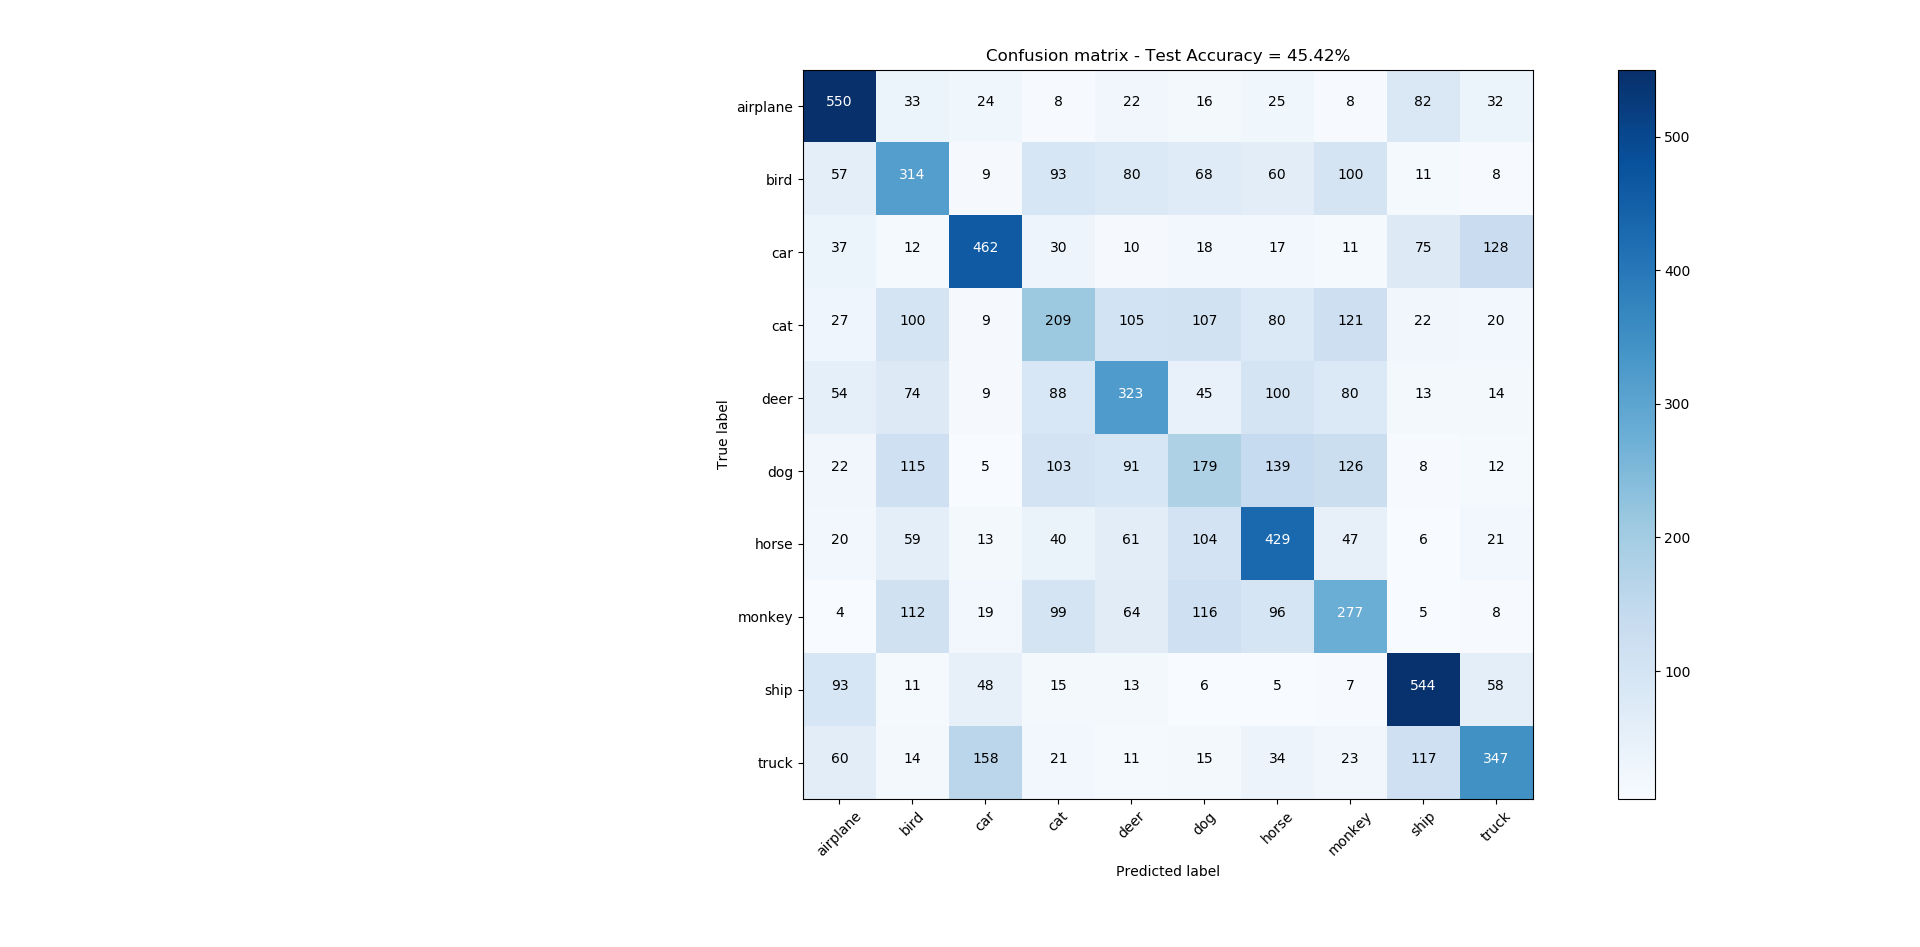 Confusion matrix - Test Accuracy = 45.42%
airplane 550 33 24 8 22 16 25 8 82 32
bird 57 314 9 93 80 68 60 100 11 8
car 37 12 462 30 10 18 17 11 75 128
cat 27 100 9 209 105 107 80 121 22 20
deer 54 74 9 88 323 45 100 80 13 14
dog 22 115 5 103 91 179 139 126 8 12
horse 20 59 13 40 61 104 429 47 6 21
monkey 4 112 19 99 64 116 96 277 5 8
ship 93 11 48 15 13 6 5 7 544 58
truck 60 14 158 21 11 15 34 23 117 347
airplane bird car cat deer dog horse monkey ship truck
Predicted label
True label
500
400
300
200
100